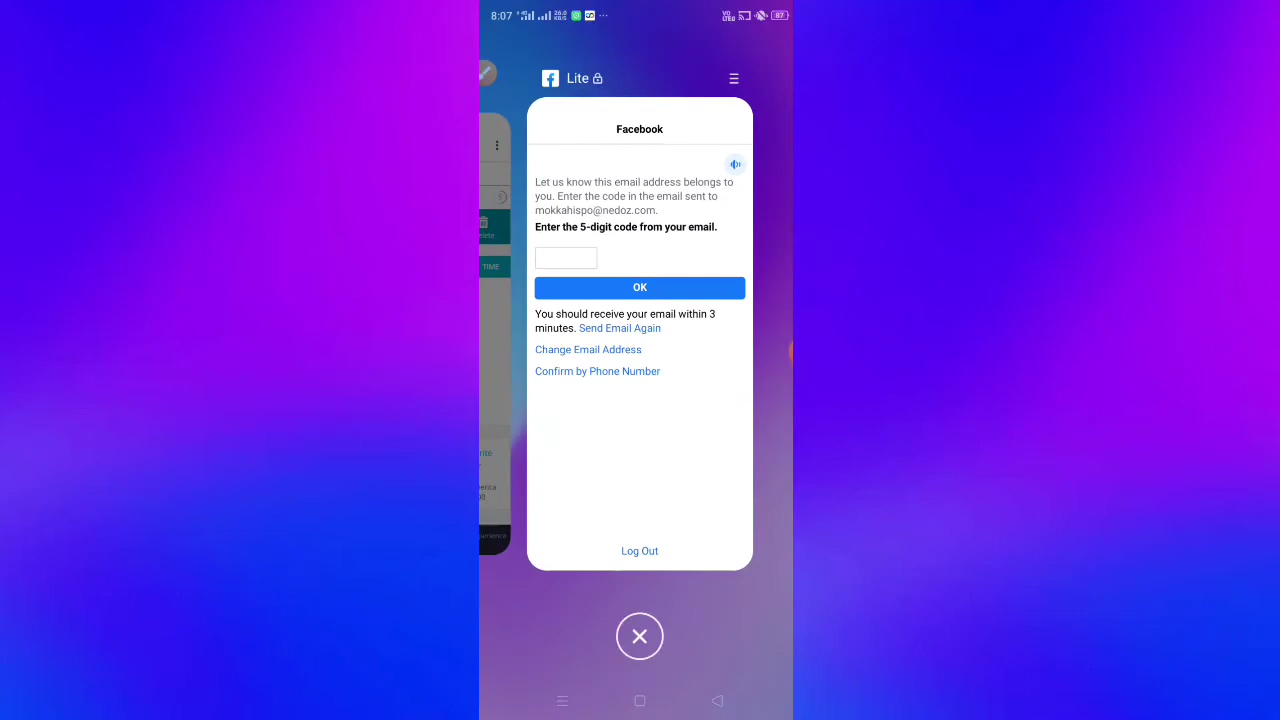 8:07
87
Lite
Facebook
Let us know this email address belongs to
you. Enter the code in the email sent to
mokkahispo@nedoz.com.
Enter the 5-digit code from your email.
OK
You should receive your email within 3
minutes. Send Email Again
Change Email Address
Confirm by Phone Number
Log Out
TIME